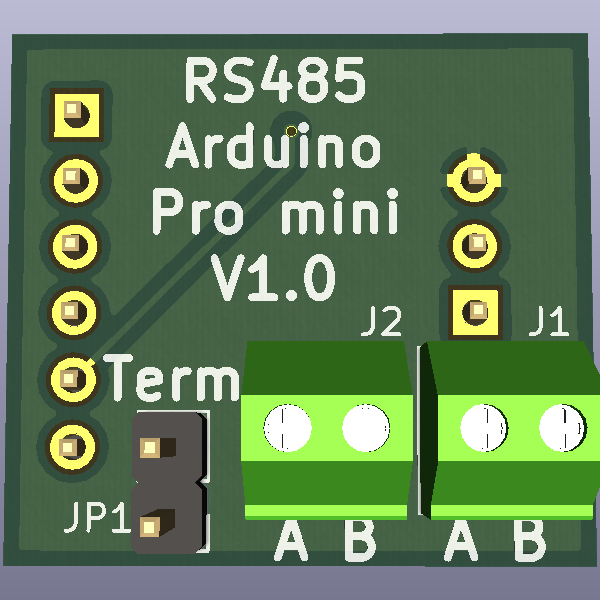 RS485
Arduino
Pro mini
V1.0
J2 J1
Term
JP1
A B A B